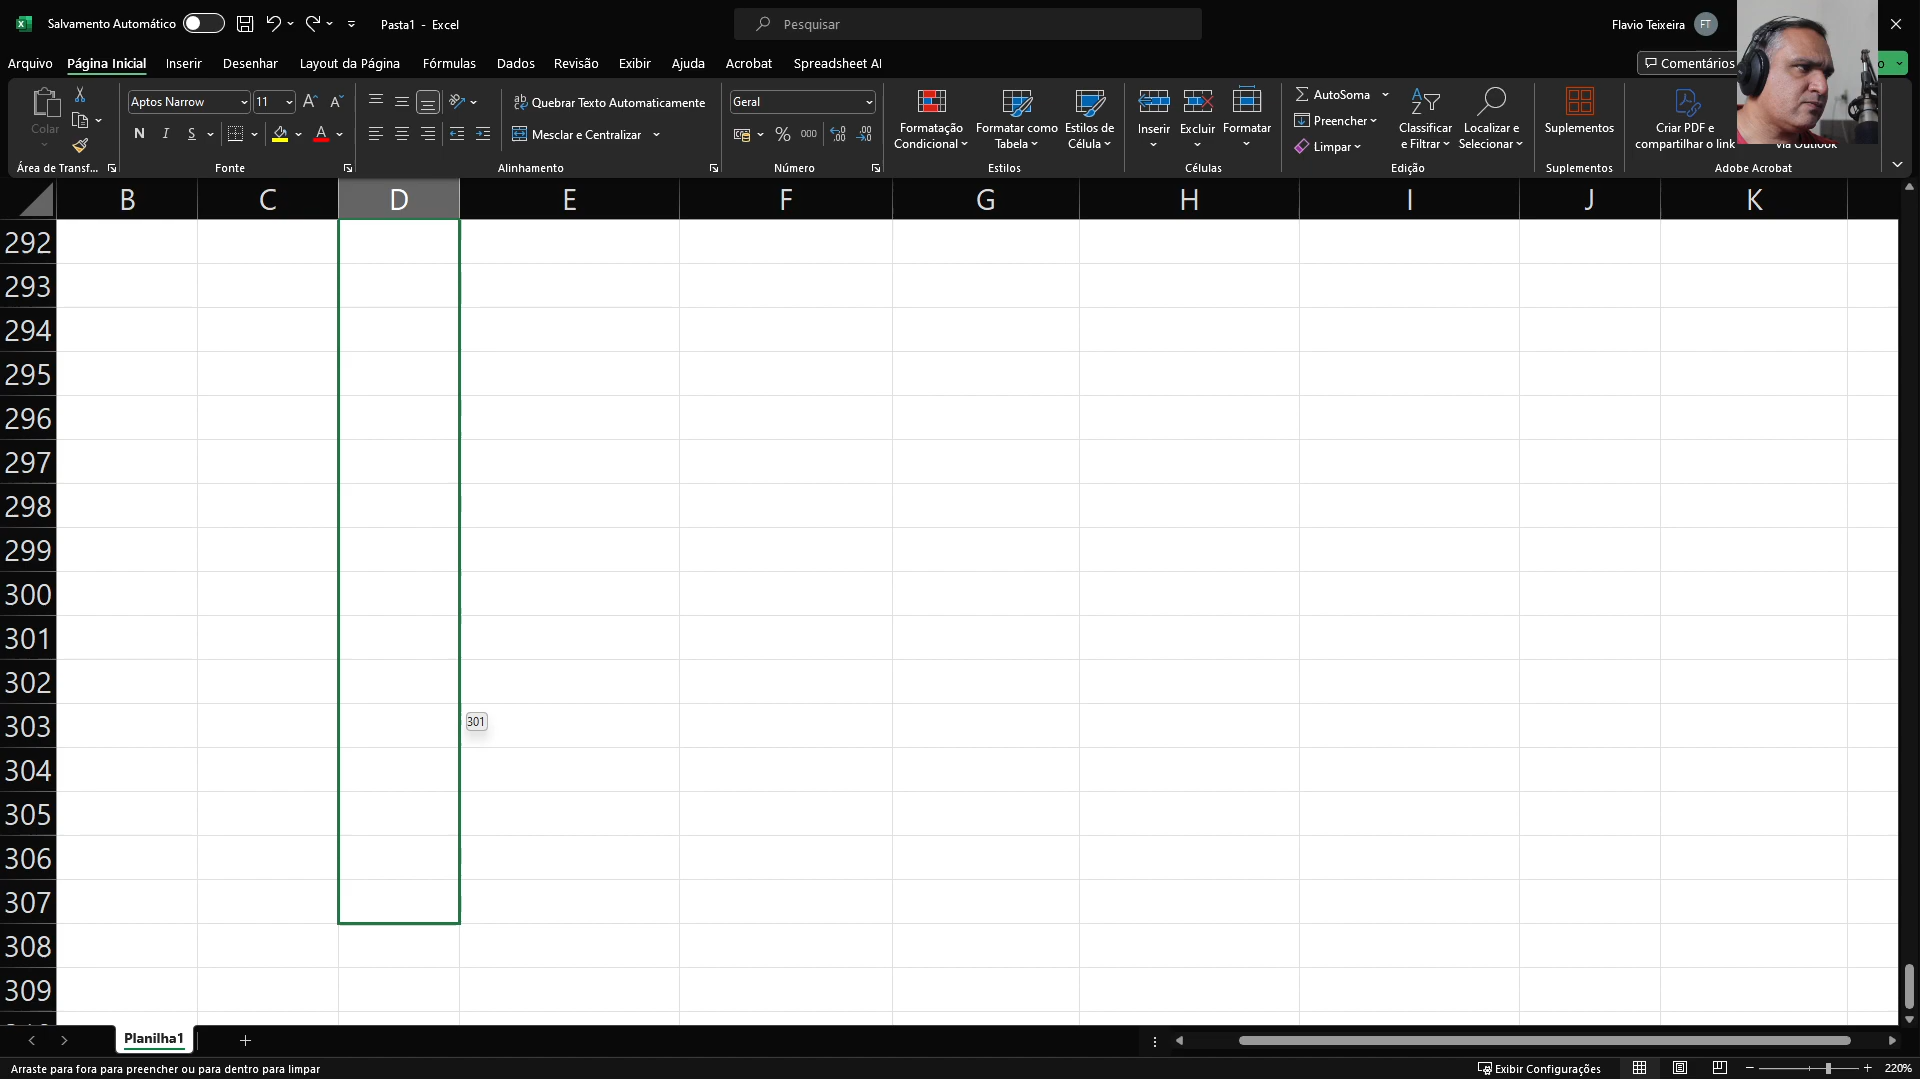 Salvamento Automático
Pasta1 - Excel
Pesquisar
Flavio Teixeira
FT
Arquivo
Página Inicial
Inserir
Desenhar
Layout da Página
Fórmulas
Dados
Revisão
Exibir
Ajuda
Acrobat
Spreadsheet AI
Comentários
Colar
Área de Transf...
Aptos Narrow
11
N I S
Fonte
Quebrar Texto Automaticamente
Mesclar e Centralizar
Alinhamento
Geral
% 000
Número
Formatação
Condicional
Formatar como
Tabela
Estilos de
Célula
Estilos
Inserir
Excluir
Formatar
Células
AutoSoma
Preencher
Limpar
Classificar
e Filtrar
Localizar e
Selecionar
Edição
Suplementos
Suplementos
Criar PDF e
compartilhar o link
via Outlook
Adobe Acrobat
B C D E F G H I J K
292
293
294
295
296
297
298
299
300
301
302
303
301
304
305
306
307
308
309
Planilha1
Arraste para fora para preencher ou para dentro para limpar
Exibir Configurações
220%